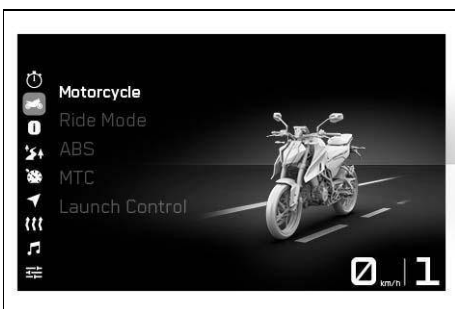 Motorcycle
Ride Mode
ABS
MTC
Launch Control
0 km/h 1